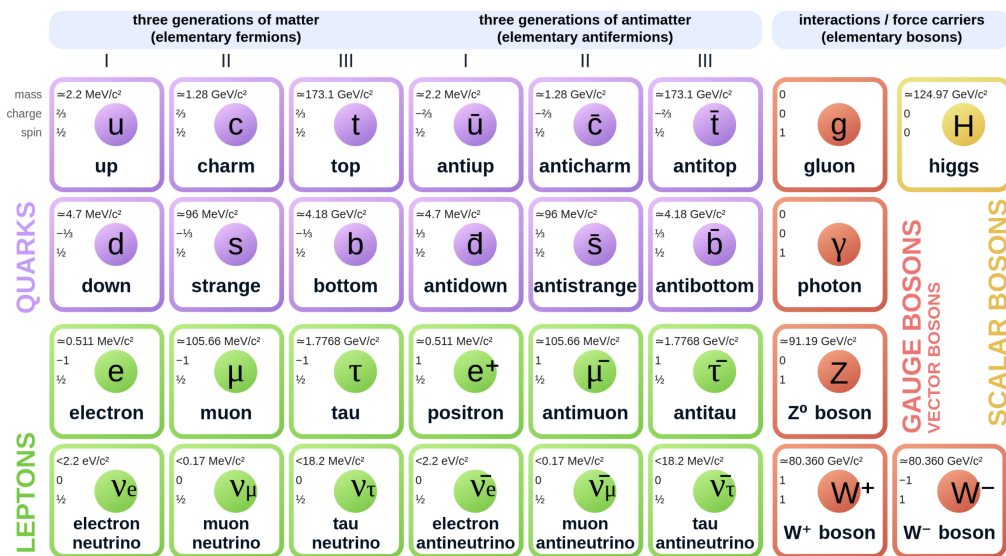 three generations of matter
(elementary fermions)
three generations of antimatter
(elementary antifermions)
interactions / force carriers
(elementary bosons)
I
II
III
I
II
III
mass
charge
spin
≃2.2 MeV/c²
⅔
½
u
up
≃1.28 GeV/c²
⅔
½
c
charm
≃173.1 GeV/c²
⅔
½
t
top
≃2.2 MeV/c²
−⅔
½
ū
antiup
≃1.28 GeV/c²
−⅔
½
c̄
anticharm
≃173.1 GeV/c²
−⅔
½
t̄
antitop
0
0
1
g
gluon
≃124.97 GeV/c²
0
0
H
higgs
QUARKS
≃4.7 MeV/c²
−⅓
½
d
down
≃96 MeV/c²
−⅓
½
s
strange
≃4.18 GeV/c²
−⅓
½
b
bottom
≃4.7 MeV/c²
⅓
½
d̄
antidown
≃96 MeV/c²
⅓
½
s̄
antistrange
≃4.18 GeV/c²
⅓
½
b̄
antibottom
0
0
1
γ
photon
GAUGE BOSONS
VECTOR BOSONS
SCALAR BOSONS
LEPTONS
≃0.511 MeV/c²
−1
½
e
electron
≃105.66 MeV/c²
−1
½
μ
muon
≃1.7768 GeV/c²
−1
½
τ
tau
≃0.511 MeV/c²
1
½
e⁺
positron
≃105.66 MeV/c²
1
½
μ̄
antimuon
≃1.7768 GeV/c²
1
½
τ̄
antitau
≃91.19 GeV/c²
0
1
Z
Z⁰ boson
<2.2 eV/c²
0
½
νe
electron
neutrino
<0.17 MeV/c²
0
½
νμ
muon
neutrino
<18.2 MeV/c²
0
½
ντ
tau
neutrino
<2.2 eV/c²
0
½
ν̄e
electron
antineutrino
<0.17 MeV/c²
0
½
ν̄μ
muon
antineutrino
<18.2 MeV/c²
0
½
ν̄τ
tau
antineutrino
≃80.360 GeV/c²
1
1
W⁺
W⁺ boson
≃80.360 GeV/c²
−1
1
W⁻
W⁻ boson